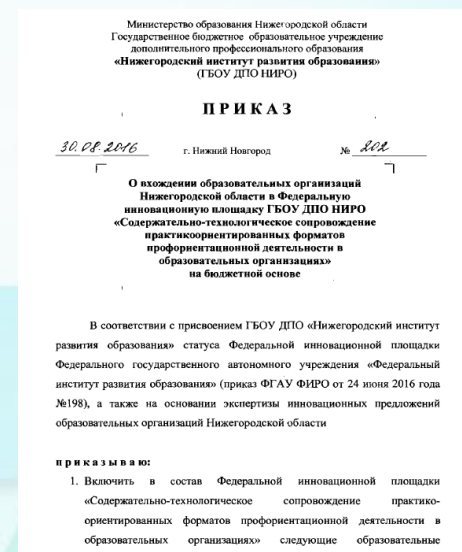 Министерство образования Нижегородской области
Государственное бюджетное образовательное учреждение
дополнительного профессионального образования
«Нижегородский институт развития образования»
(ГБОУ ДПО НИРО)
ПРИКАЗ
30.08.2016 г. Нижний Новгород № 202
О вхождении образовательных организаций
Нижегородской области в Федеральную
инновационную площадку ГБОУ ДПО НИРО
«Содержательно-технологическое сопровождение
практикоориентированных форматов
профориентационной деятельности в
образовательных организациях»
на бюджетной основе
В соответствии с присвоением ГБОУ ДПО «Нижегородский институт
развития образования» статуса Федеральной инновационной площадки
Федерального государственного автономного учреждения «Федеральный
институт развития образования» (приказ ФГАУ ФИРО от 24 июня 2016 года
№198), а также на основании экспертизы инновационных предложений
образовательных организаций Нижегородской области
приказываю:
1. Включить в состав Федеральной инновационной площадки
«Содержательно-технологическое сопровождение практико-
ориентированных форматов профориентационной деятельности в
образовательных организациях» следующие образовательные